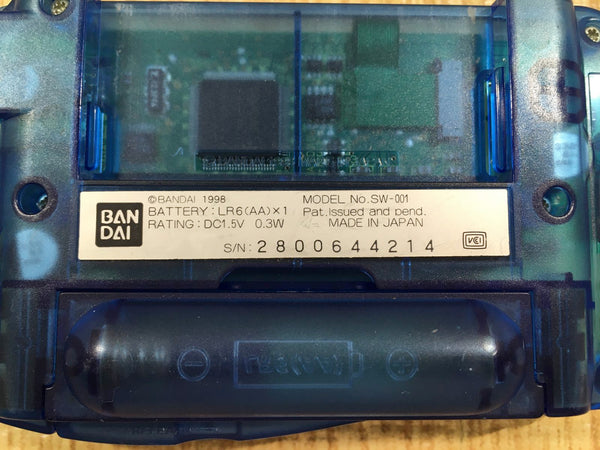 BAN
DAI
©BANDAI 1998
BATTERY:LR6(AA)×1
RATING:DC1.5V 0.3W
MODEL No.SW-001
Pat.issued and pend.
MADE IN JAPAN
S/N:2800644214
VCI